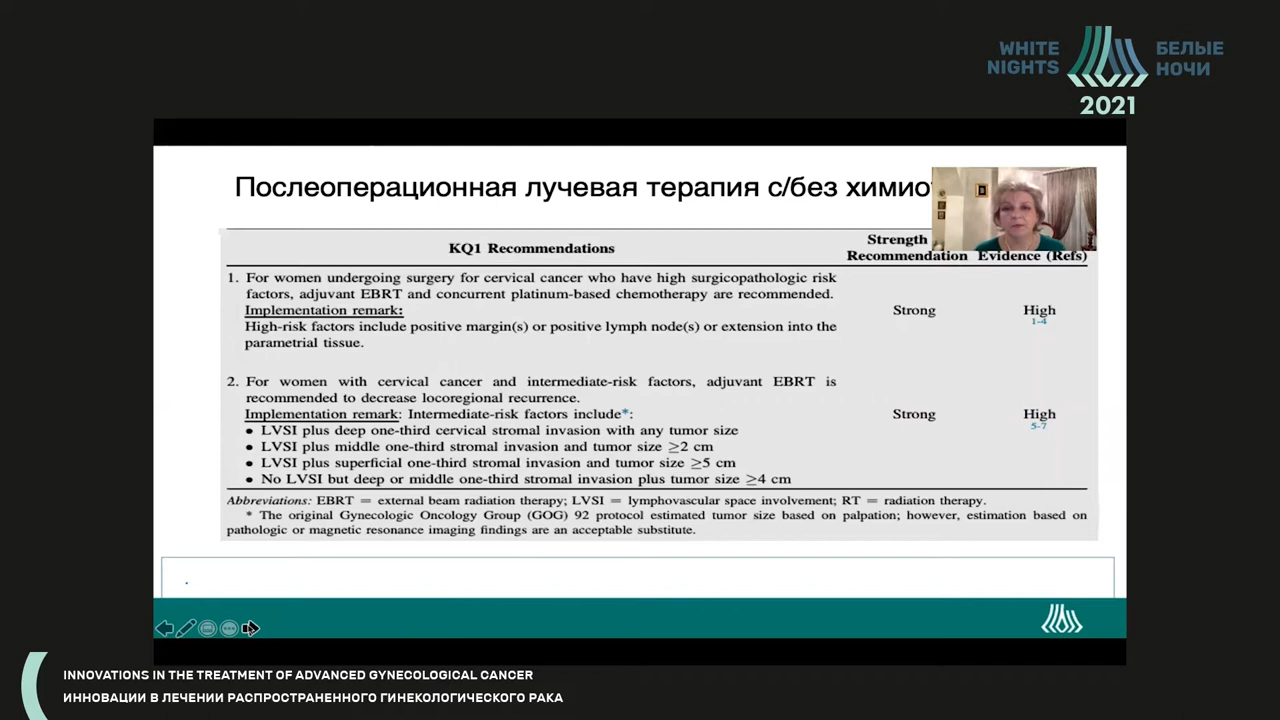 WHITE
NIGHTS
БЕЛЫЕ
НОЧИ
2021
Послеоперационная лучевая терапия с/без
KQ1 Recommendations
Strength
Recommendation
Evidence (Refs)
1. For women undergoing surgery for cervical cancer who have high surgicopathologic risk
factors, adjuvant EBRT and concurrent platinum-based chemotherapy are recommended.
Implementation remark:
High-risk factors include positive margin(s) or positive lymph node(s) or extension into the
parametrial tissue.
Strong
High
1-4
2. For women with cervical cancer and intermediate-risk factors, adjuvant EBRT is
recommended to decrease locoregional recurrence.
Implementation remark: Intermediate-risk factors include*:
• LVSI plus deep one-third cervical stromal invasion with any tumor size
• LVSI plus middle one-third stromal invasion and tumor size ≥2 cm
• LVSI plus superficial one-third stromal invasion and tumor size ≥5 cm
• No LVSI but deep or middle one-third stromal invasion plus tumor size ≥4 cm
Strong
High
5-7
Abbreviations: EBRT = external beam radiation therapy; LVSI = lymphovascular space involvement; RT = radiation therapy.
* The original Gynecologic Oncology Group (GOG) 92 protocol estimated tumor size based on palpation; however, estimation based on
pathologic or magnetic resonance imaging findings are an acceptable substitute.
INNOVATIONS IN THE TREATMENT OF ADVANCED GYNECOLOGICAL CANCER
ИННОВАЦИИ В ЛЕЧЕНИИ РАСПРОСТРАНЕННОГО ГИНЕКОЛОГИЧЕСКОГО РАКА